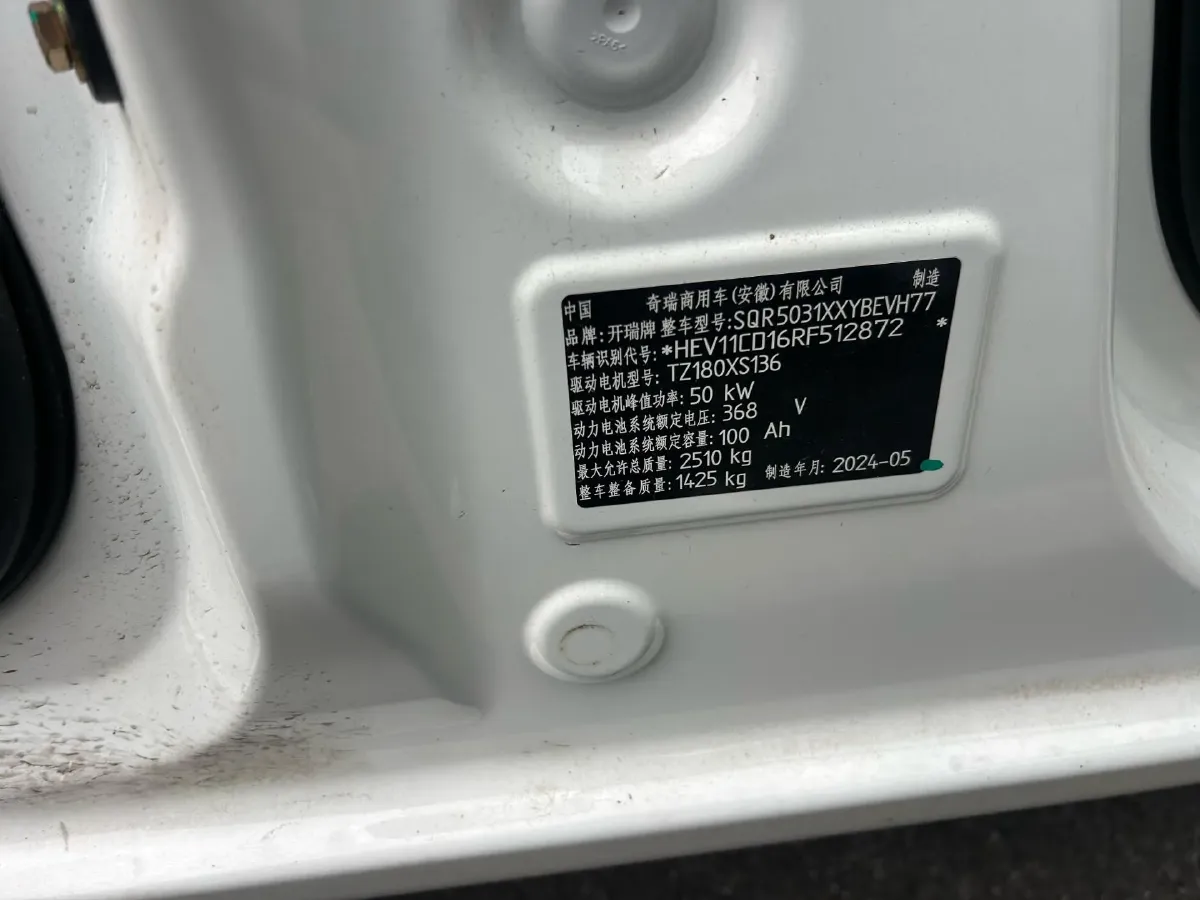 中国 奇瑞商用车(安徽)有限公司 制造
品牌:开瑞牌 整车型号:SQR5031XXYBEVH77
车辆识别代号:*HEV11CD16RF512872 *
驱动电机型号: TZ180XS136
驱动电机峰值功率: 50 kW
动力电池系统额定电压: 368 V
动力电池系统额定容量: 100 Ah
最大允许总质量: 2510 kg
整车整备质量: 1425 kg 制造年月: 2024-05